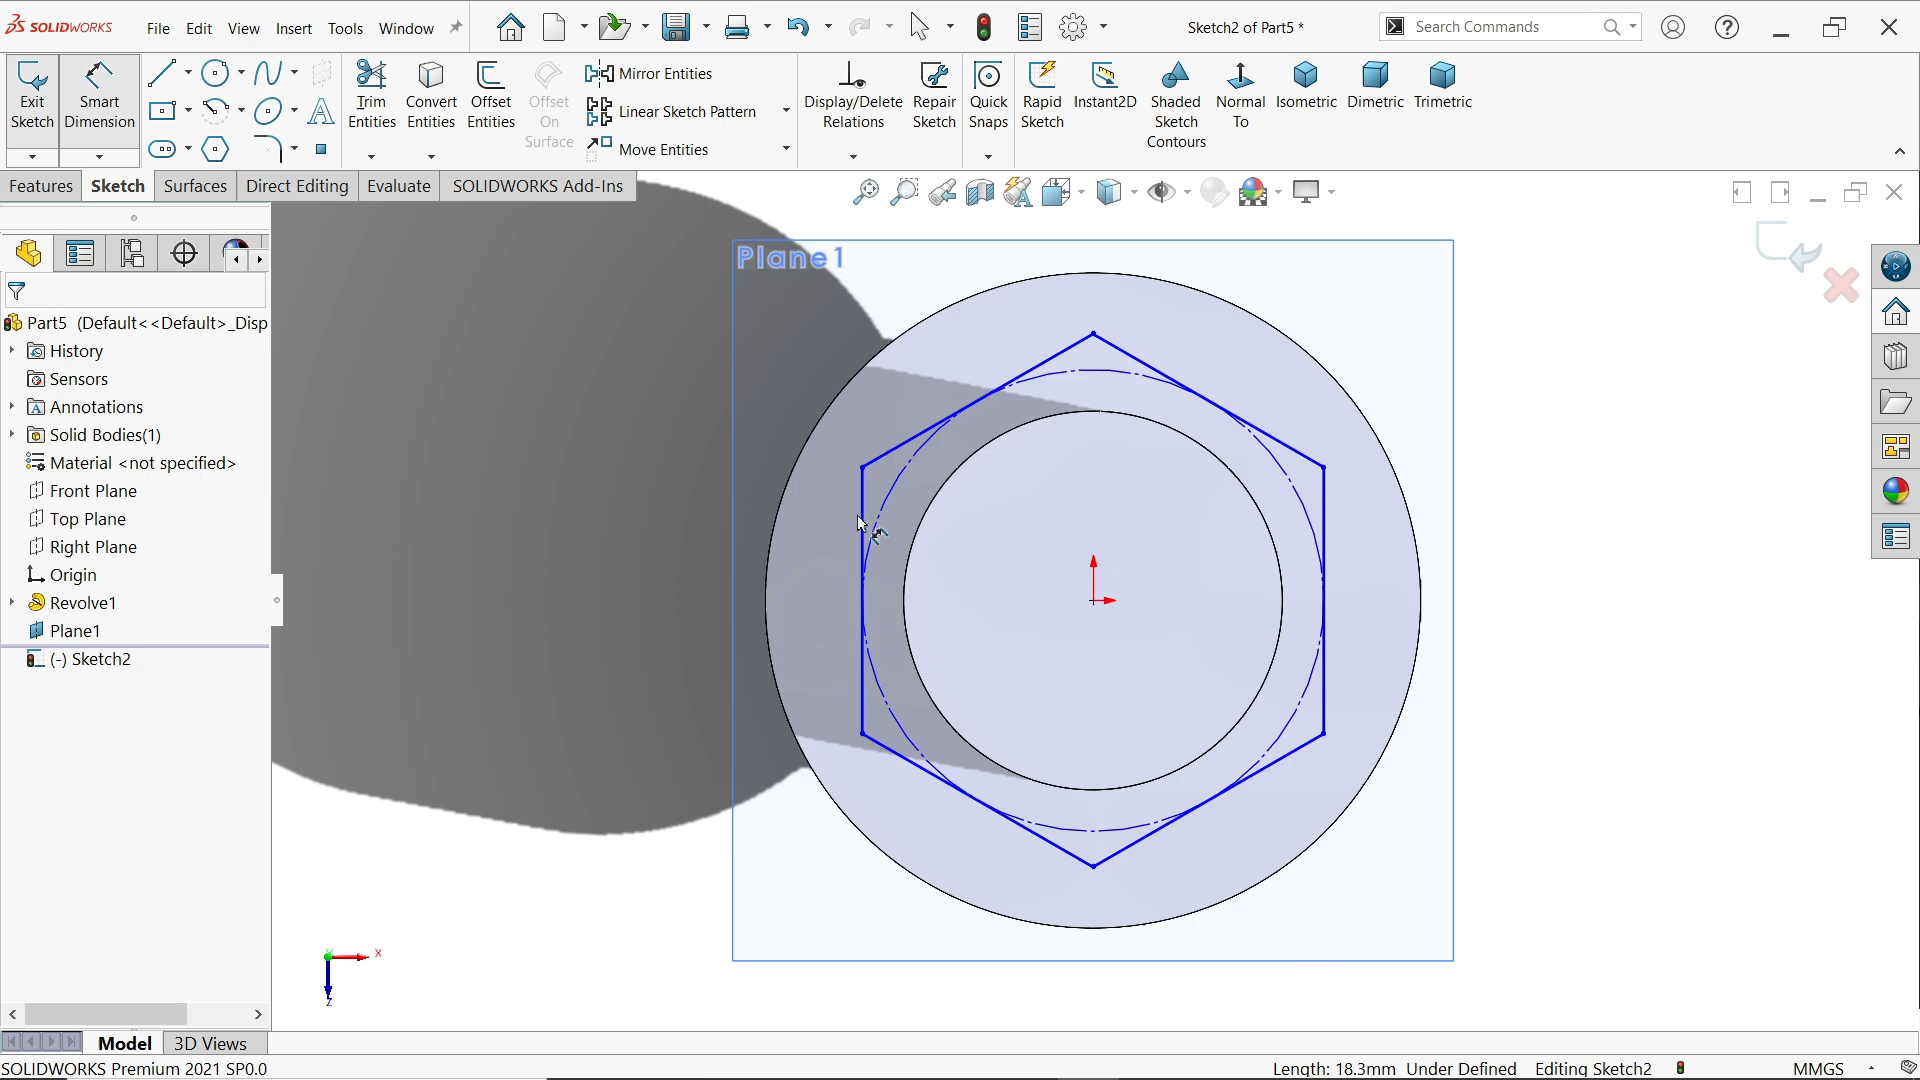 SOLIDWORKS File Edit View Insert Tools Window Sketch2 of Part5 * Search Commands
Exit Sketch
Smart Dimension
Trim Entities
Convert Entities
Offset Entities
Offset On Surface
Mirror Entities
Linear Sketch Pattern
Move Entities
Display/Delete Relations
Repair Sketch
Quick Snaps
Rapid Sketch
Instant2D
Shaded Sketch Contours
Normal To
Isometric
Dimetric
Trimetric
Features Sketch Surfaces Direct Editing Evaluate SOLIDWORKS Add-Ins
Plane1
Part5 (Default<<Default>_Disp
History
Sensors
Annotations
Solid Bodies(1)
Material <not specified>
Front Plane
Top Plane
Right Plane
Origin
Revolve1
Plane1
(-) Sketch2
Y
X
Z
Model 3D Views
SOLIDWORKS Premium 2021 SP0.0 Length: 18.3mm Under Defined Editing Sketch2 MMGS